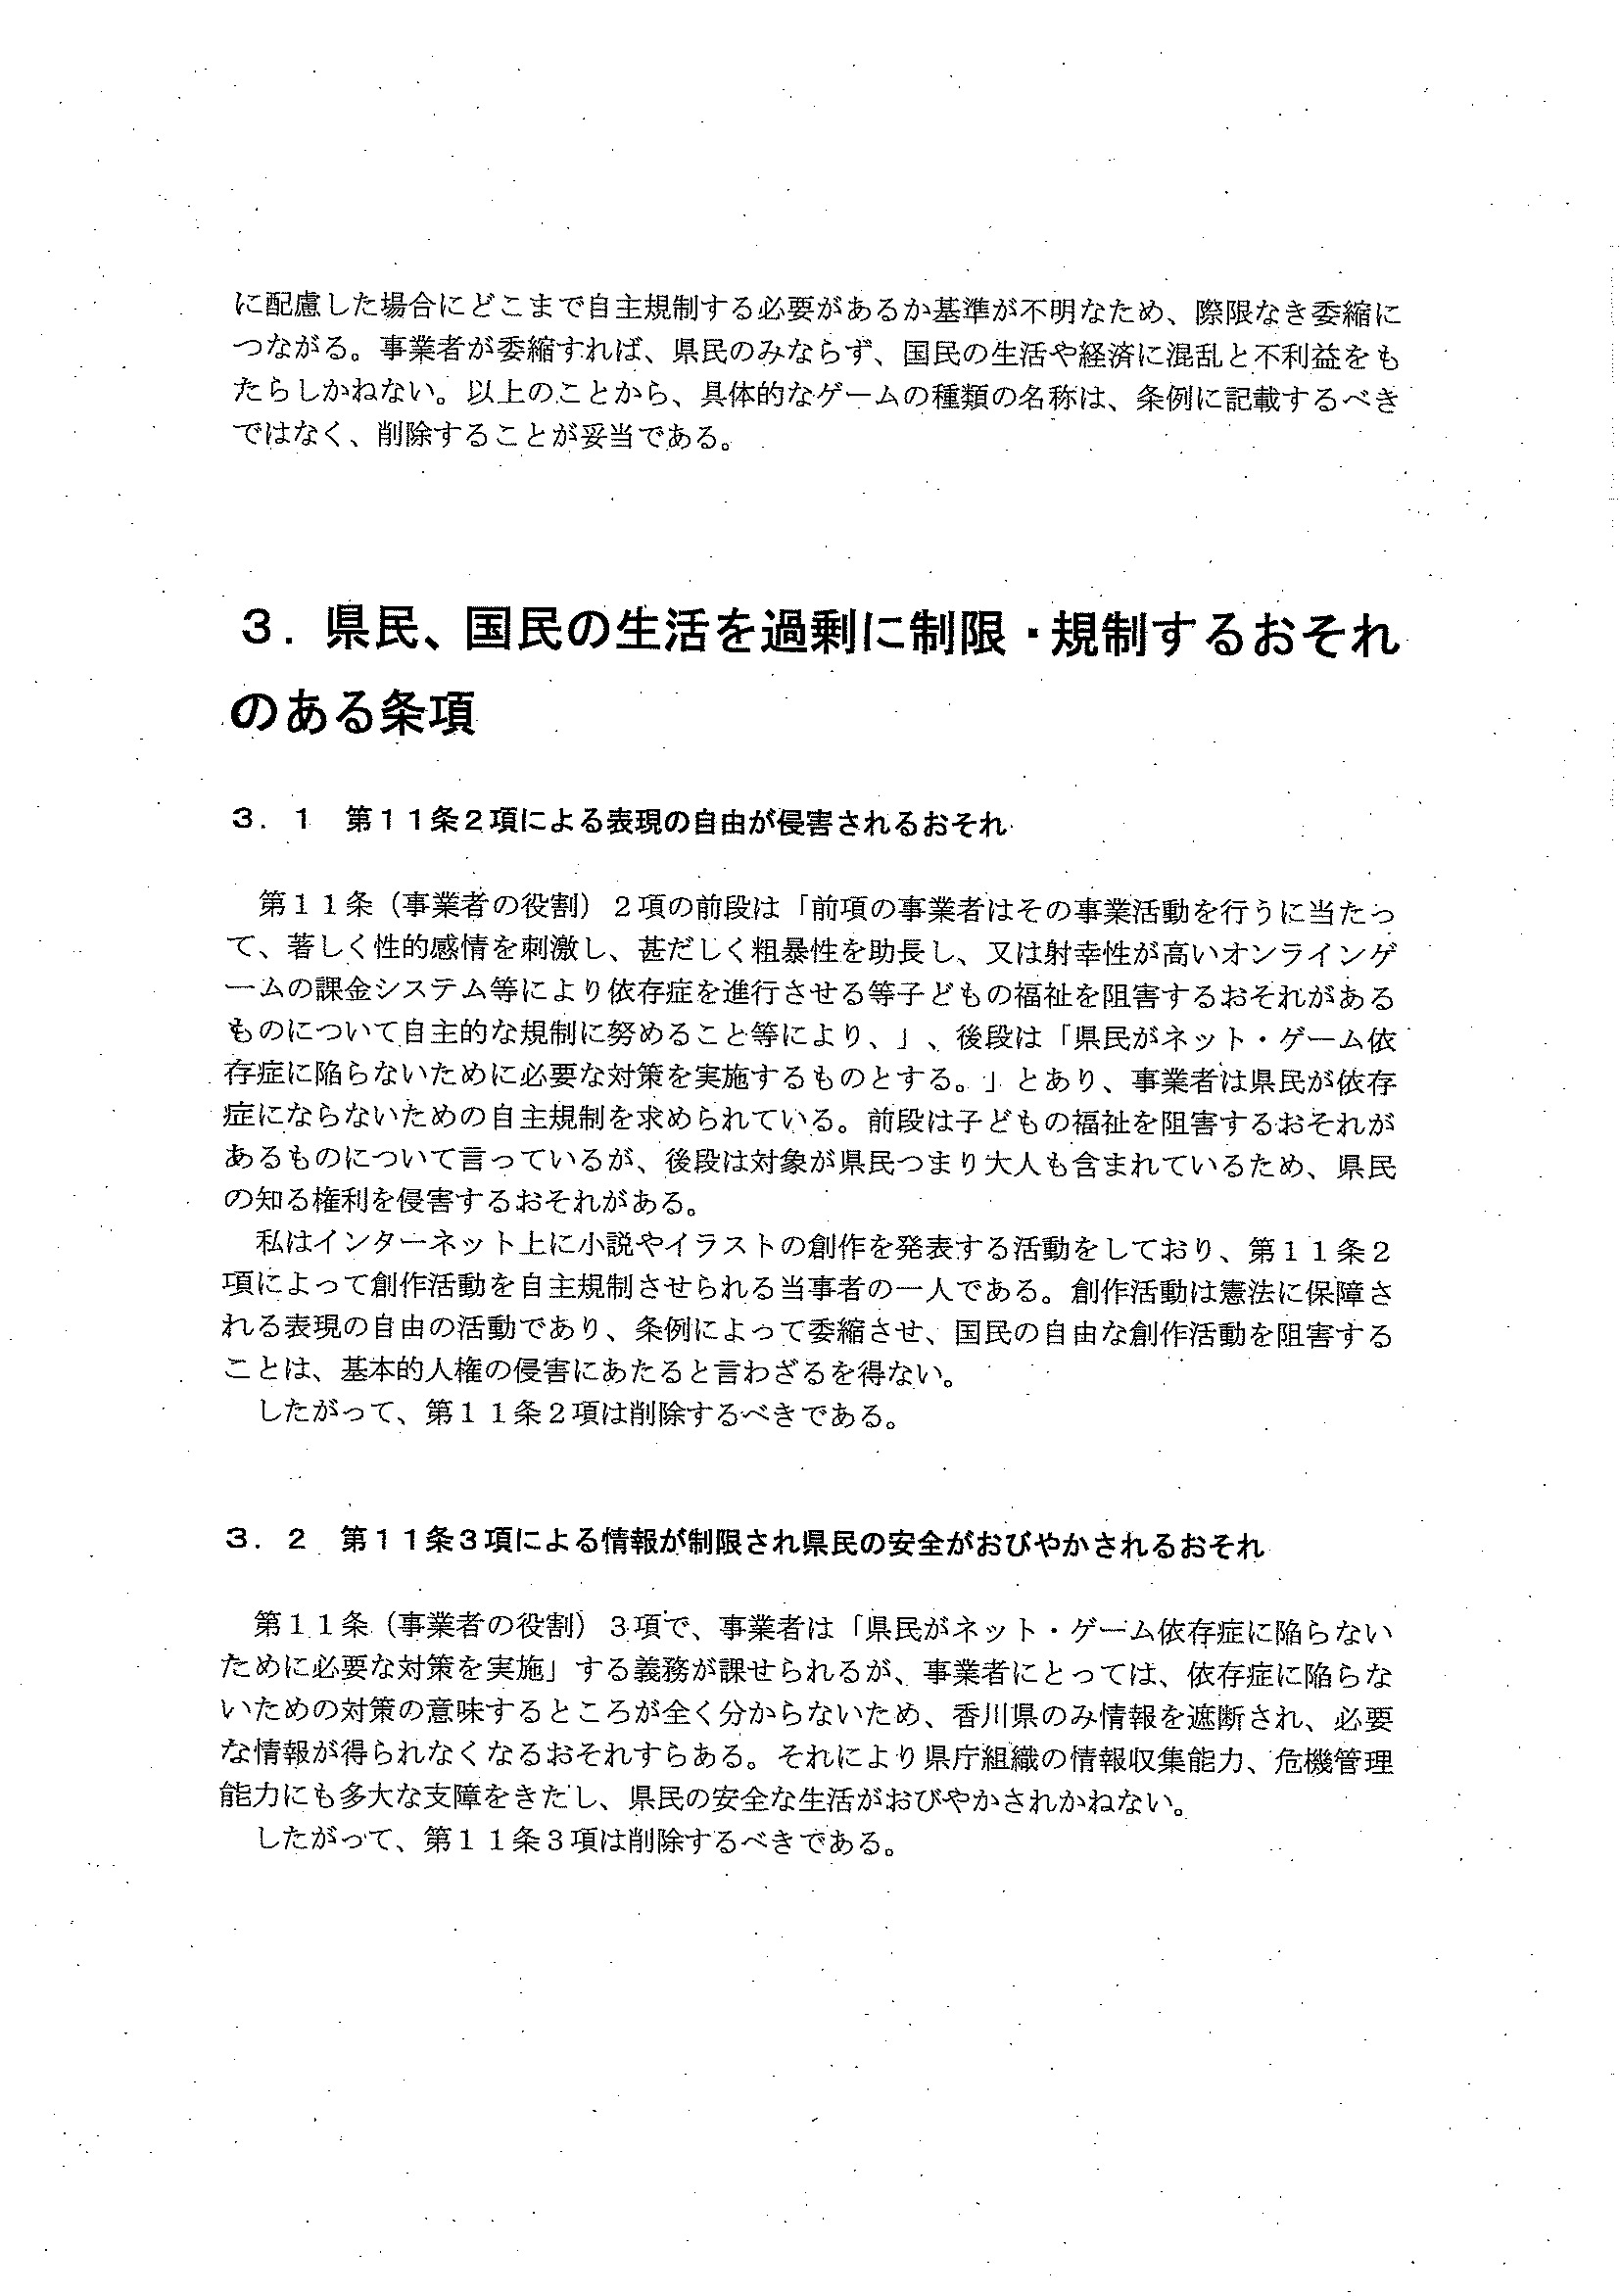 に配慮した場合にどこまで自主規制する必要があるか基準が不明なため、際限なき委縮に
つながる。事業者が委縮すれば、県民のみならず、国民の生活や経済に混乱と不利益をも
たらしかねない。以上のことから、具体的なゲームの種類の名称は、条例に記載するべき
ではなく、削除することが妥当である。
３．県民、国民の生活を過剰に制限・規制するおそれ
のある条項
３．１　第１１条２項による表現の自由が侵害されるおそれ
　第１１条（事業者の役割）２項の前段は「前項の事業者はその事業活動を行うに当たっ
て、著しく性的感情を刺激し、甚だしく粗暴性を助長し、又は射幸性が高いオンラインゲ
ームの課金システム等により依存症を進行させる等子どもの福祉を阻害するおそれがある
ものについて自主的な規制に努めること等により、」、後段は「県民がネット・ゲーム依
存症に陥らないために必要な対策を実施するものとする。」とあり、事業者は県民が依存
症にならないための自主規制を求められている。前段は子どもの福祉を阻害するおそれが
あるものについて言っているが、後段は対象が県民つまり大人も含まれているため、県民
の知る権利を侵害するおそれがある。
　私はインターネット上に小説やイラストの創作を発表する活動をしており、第１１条２
項によって創作活動を自主規制させられる当事者の一人である。創作活動は憲法に保障さ
れる表現の自由の活動であり、条例によって委縮させ、国民の自由な創作活動を阻害する
ことは、基本的人権の侵害にあたると言わざるを得ない。
　したがって、第１１条２項は削除するべきである。
３．２　第１１条３項による情報が制限され県民の安全がおびやかされるおそれ
　第１１条（事業者の役割）３項で、事業者は「県民がネット・ゲーム依存症に陥らない
ために必要な対策を実施」する義務が課せられるが、事業者にとっては、依存症に陥らな
いための対策の意味するところが全く分からないため、香川県のみ情報を遮断され、必要
な情報が得られなくなるおそれすらある。それにより県庁組織の情報収集能力、危機管理
能力にも多大な支障をきたし、県民の安全な生活がおびやかされかねない。
　したがって、第１１条３項は削除するべきである。